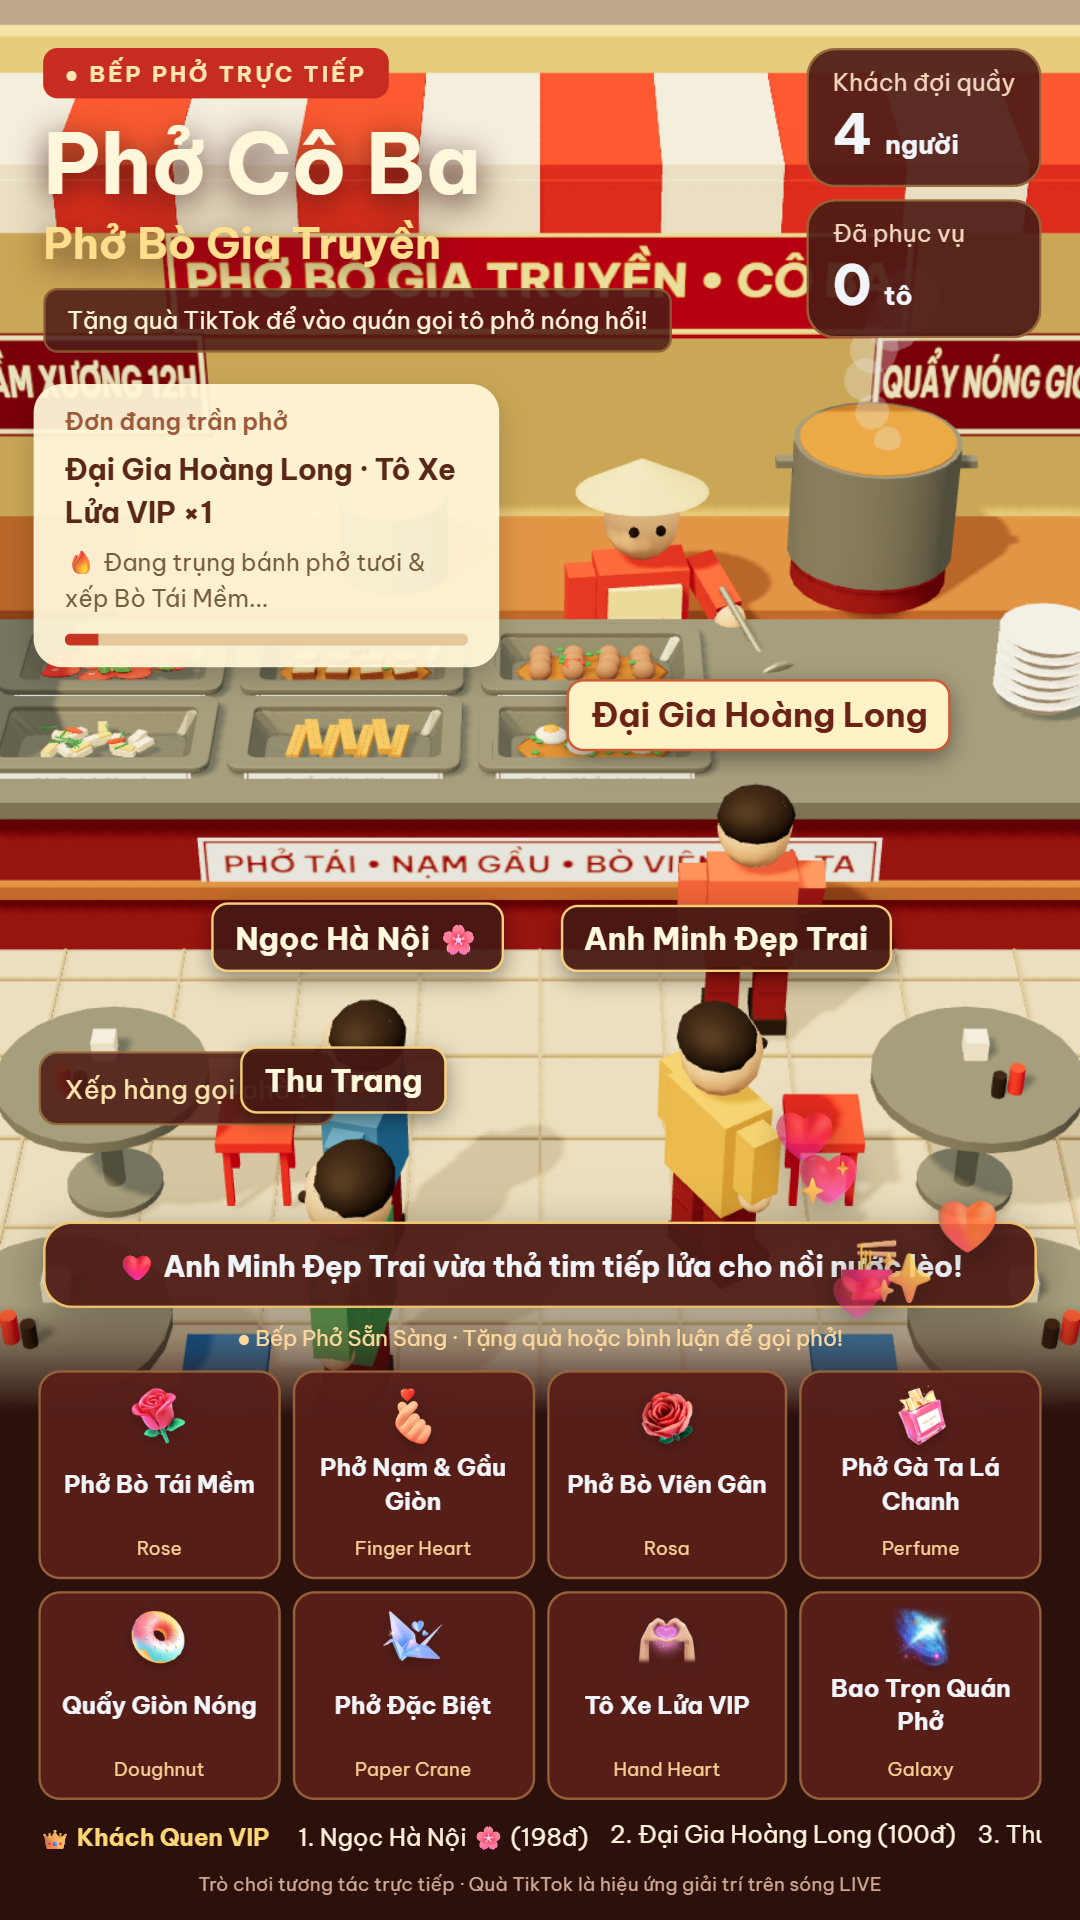 ● BẾP PHỞ TRỰC TIẾP
Phở Cô Ba
Phở Bò Gia Truyền
PHỞ BÒ GIA TRUYỀN • CÔ BA
Tặng quà TikTok để vào quán gọi tô phở nóng hổi!
Khách đợi quầy
4 người
Đã phục vụ
0 tô
ẦM XƯƠNG 12H
QUẨY NÓNG GIÒ
Đơn đang trần phở
Đại Gia Hoàng Long · Tô Xe
Lửa VIP ×1
🔥 Đang trụng bánh phở tươi &
xếp Bò Tái Mềm...
Đại Gia Hoàng Long
PHỞ TÁI • NẠM GẦU • BÒ VIÊN TA
Ngọc Hà Nội 🌸
Anh Minh Đẹp Trai
Xếp hàng gọi
Thu Trang
❤️ Anh Minh Đẹp Trai vừa thả tim tiếp lửa cho nồi nước lèo!
● Bếp Phở Sẵn Sàng · Tặng quà hoặc bình luận để gọi phở!
Phở Bò Tái Mềm
Rose
Phở Nạm & Gầu
Giòn
Finger Heart
Phở Bò Viên Gân
Rosa
Phở Gà Ta Lá
Chanh
Perfume
Quẩy Giòn Nóng
Doughnut
Phở Đặc Biệt
Paper Crane
Tô Xe Lửa VIP
Hand Heart
Bao Trọn Quán
Phở
Galaxy
👑 Khách Quen VIP 1. Ngọc Hà Nội 🌸 (198đ) 2. Đại Gia Hoàng Long (100đ) 3. Thu
Trò chơi tương tác trực tiếp · Quà TikTok là hiệu ứng giải trí trên sóng LIVE